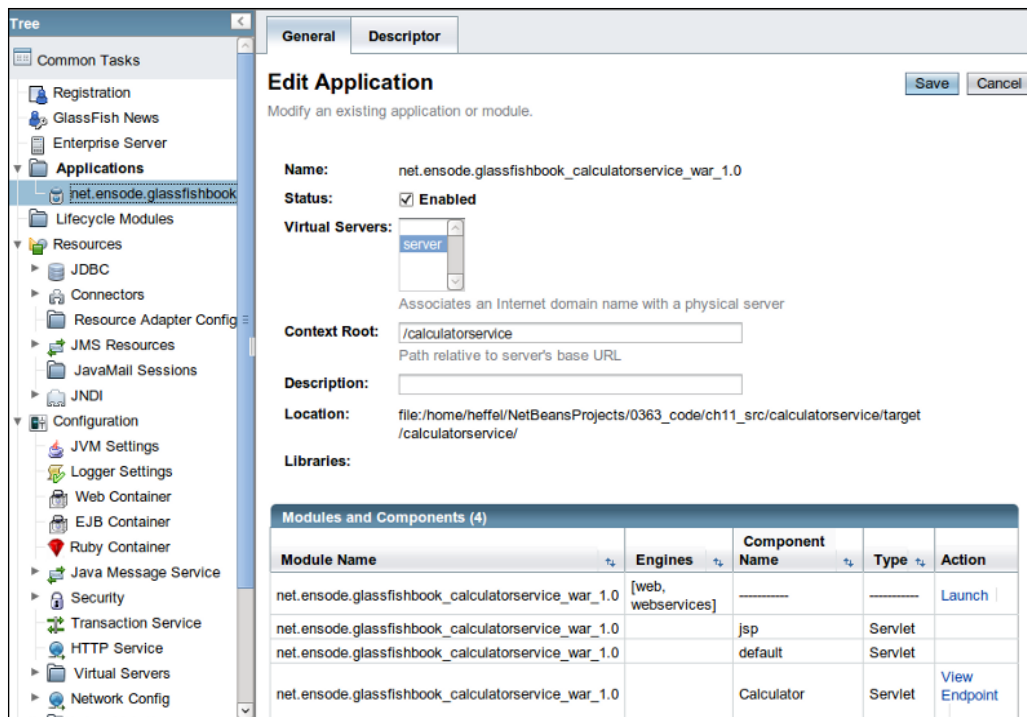 Tree
Common Tasks
Registration
GlassFish News
Enterprise Server
Applications
net.ensode.glassfishbook
Lifecycle Modules
Resources
JDBC
Connectors
Resource Adapter Config
JMS Resources
JavaMail Sessions
JNDI
Configuration
JVM Settings
Logger Settings
Web Container
EJB Container
Ruby Container
Java Message Service
Security
Transaction Service
HTTP Service
Virtual Servers
Network Config
General Descriptor
Edit Application
Save Cancel
Modify an existing application or module.
Name: net.ensode.glassfishbook_calculatorservice_war_1.0
Status: Enabled
Virtual Servers: server
Associates an Internet domain name with a physical server
Context Root: /calculatorservice
Path relative to server's base URL
Description:
Location: file:/home/heffel/NetBeansProjects/0363_code/ch11_src/calculatorservice/target
/calculatorservice/
Libraries:
Modules and Components (4)
Module Name Engines Component Name Type Action
net.ensode.glassfishbook_calculatorservice_war_1.0 [web, webservices] ----------- ----------- Launch
net.ensode.glassfishbook_calculatorservice_war_1.0 jsp Servlet
net.ensode.glassfishbook_calculatorservice_war_1.0 default Servlet
net.ensode.glassfishbook_calculatorservice_war_1.0 Calculator Servlet View Endpoint